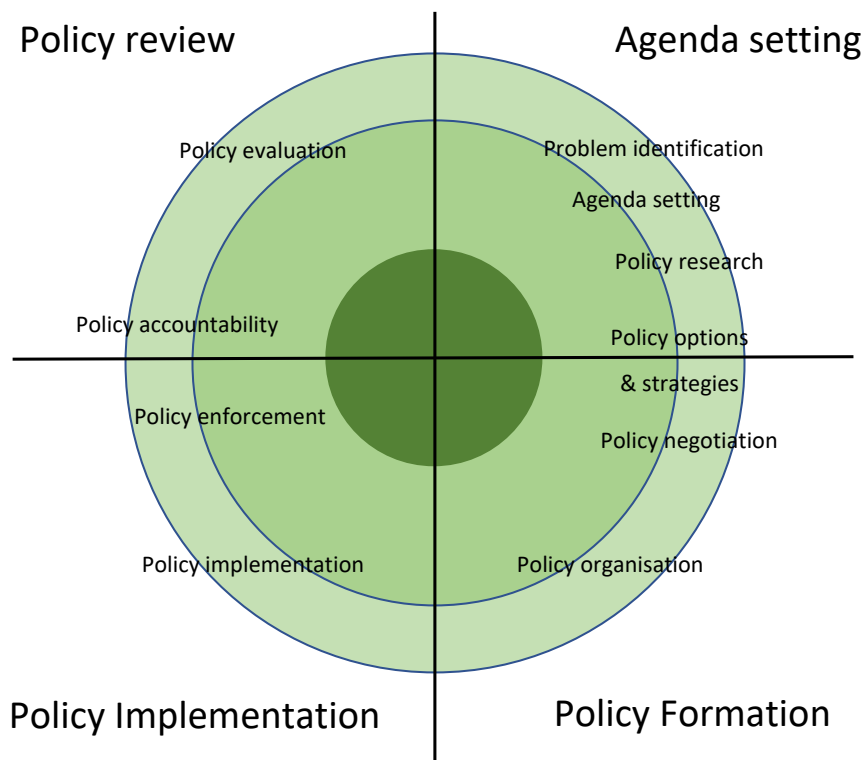 Policy review
Agenda setting
Policy evaluation
Problem identification
Agenda setting
Policy research
Policy accountability
Policy options
& strategies
Policy enforcement
Policy negotiation
Policy implementation
Policy organisation
Policy Implementation
Policy Formation